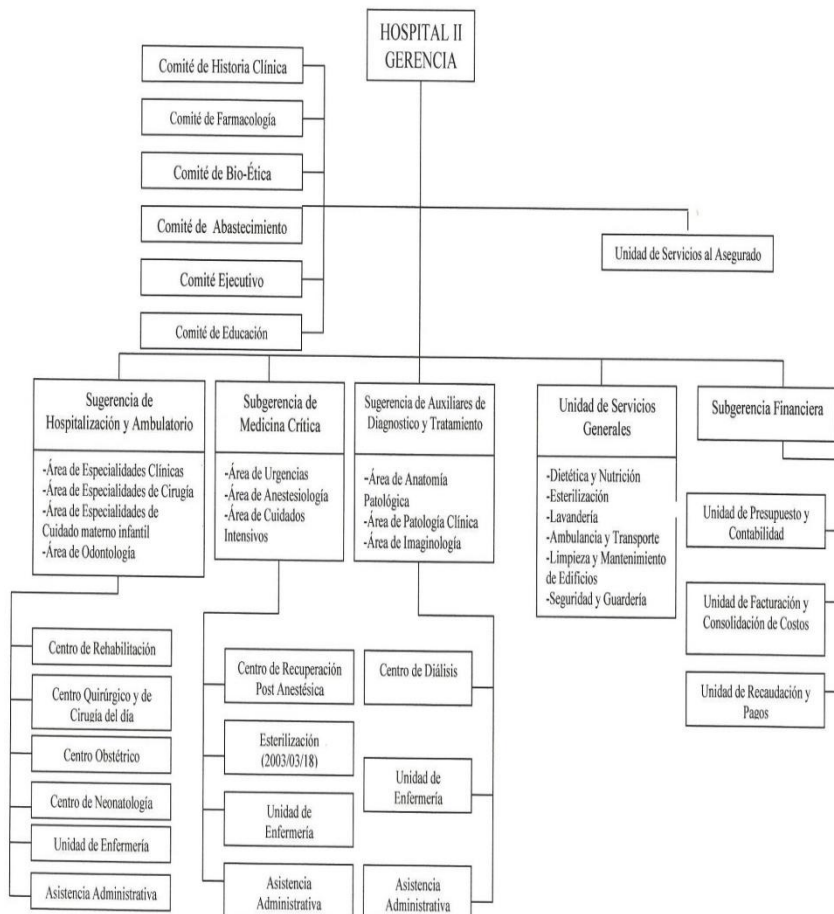 HOSPITAL II
GERENCIA
Comité de Historia Clínica
Comité de Farmacología
Comité de Bio-Ética
Comité de Abastecimiento
Comité Ejecutivo
Comité de Educación
Unidad de Servicios al Asegurado
Sugerencia de
Hospitalización y Ambulatorio
-Área de Especialidades Clínicas
-Área de Especialidades de Cirugía
-Área de Especialidades de
Cuidado materno infantil
-Área de Odontología
Centro de Rehabilitación
Centro Quirúrgico y de
Cirugía del día
Centro Obstétrico
Centro de Neonatología
Unidad de Enfermería
Asistencia Administrativa
Subgerencia de
Medicina Crítica
-Área de Urgencias
-Área de Anestesiología
-Área de Cuidados
Intensivos
Centro de Recuperación
Post Anestésica
Esterilización
(2003/03/18)
Unidad de
Enfermería
Asistencia
Administrativa
Sugerencia de Auxiliares de
Diagnostico y Tratamiento
-Área de Anatomía
Patológica
-Área de Patología Clínica
-Área de Imaginología
Centro de Diálisis
Unidad de
Enfermería
Asistencia
Administrativa
Unidad de Servicios
Generales
-Dietética y Nutrición
-Esterilización
-Lavandería
-Ambulancia y Transporte
-Limpieza y Mantenimiento
de Edificios
-Seguridad y Guardería
Subgerencia Financiera
Unidad de Presupuesto y
Contabilidad
Unidad de Facturación y
Consolidación de Costos
Unidad de Recaudación y
Pagos